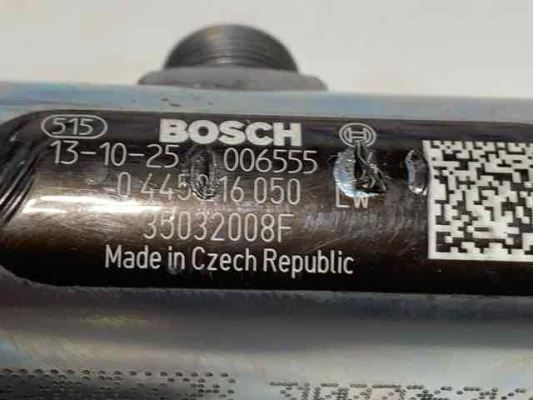 515 BOSCH
13-10-25 006555
0 445 216 050 LW
35032008F
Made in Czech Republic